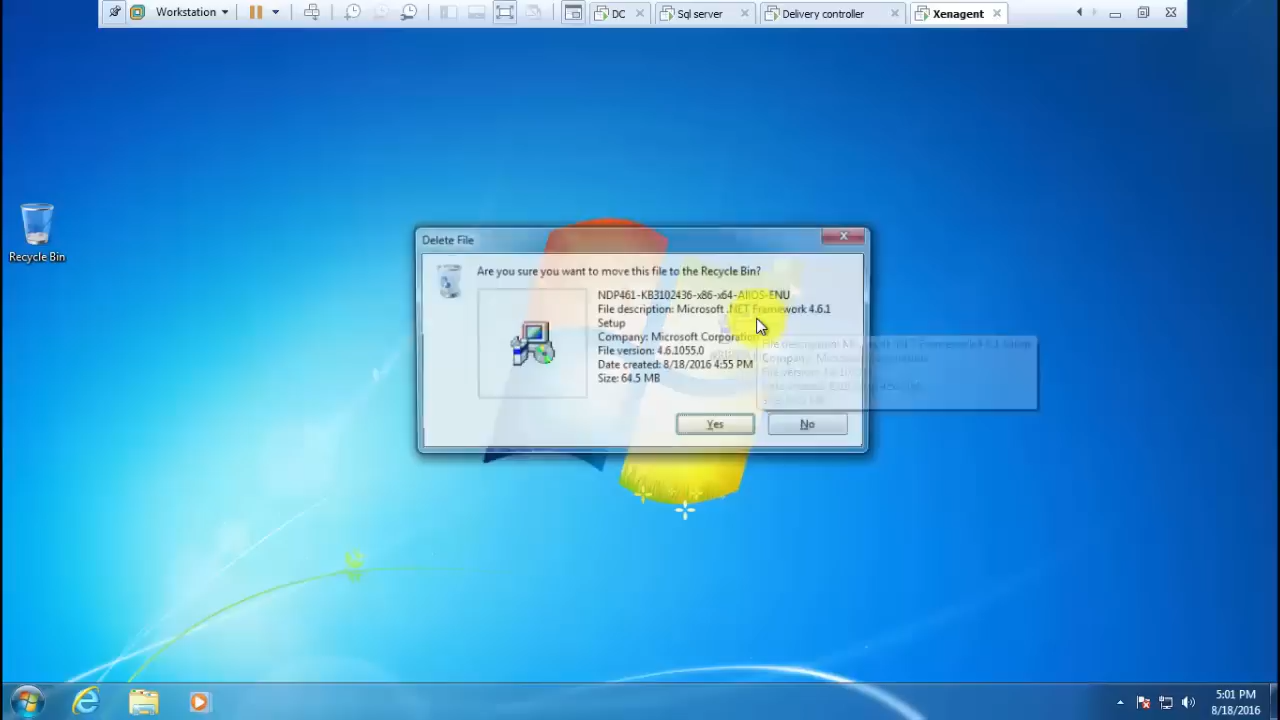 Workstation
DC
Sql server
Delivery controller
Xenagent
Recycle Bin
Delete File
Are you sure you want to move this file to the Recycle Bin?
NDP461-KB3102436-x86-x64-AllOS-ENU
File description: Microsoft .NET Framework 4.6.1
Setup
Company: Microsoft Corporation
File version: 4.6.1055.0
Date created: 8/18/2016 4:55 PM
Size: 64.5 MB
Yes
No
5:01 PM
8/18/2016